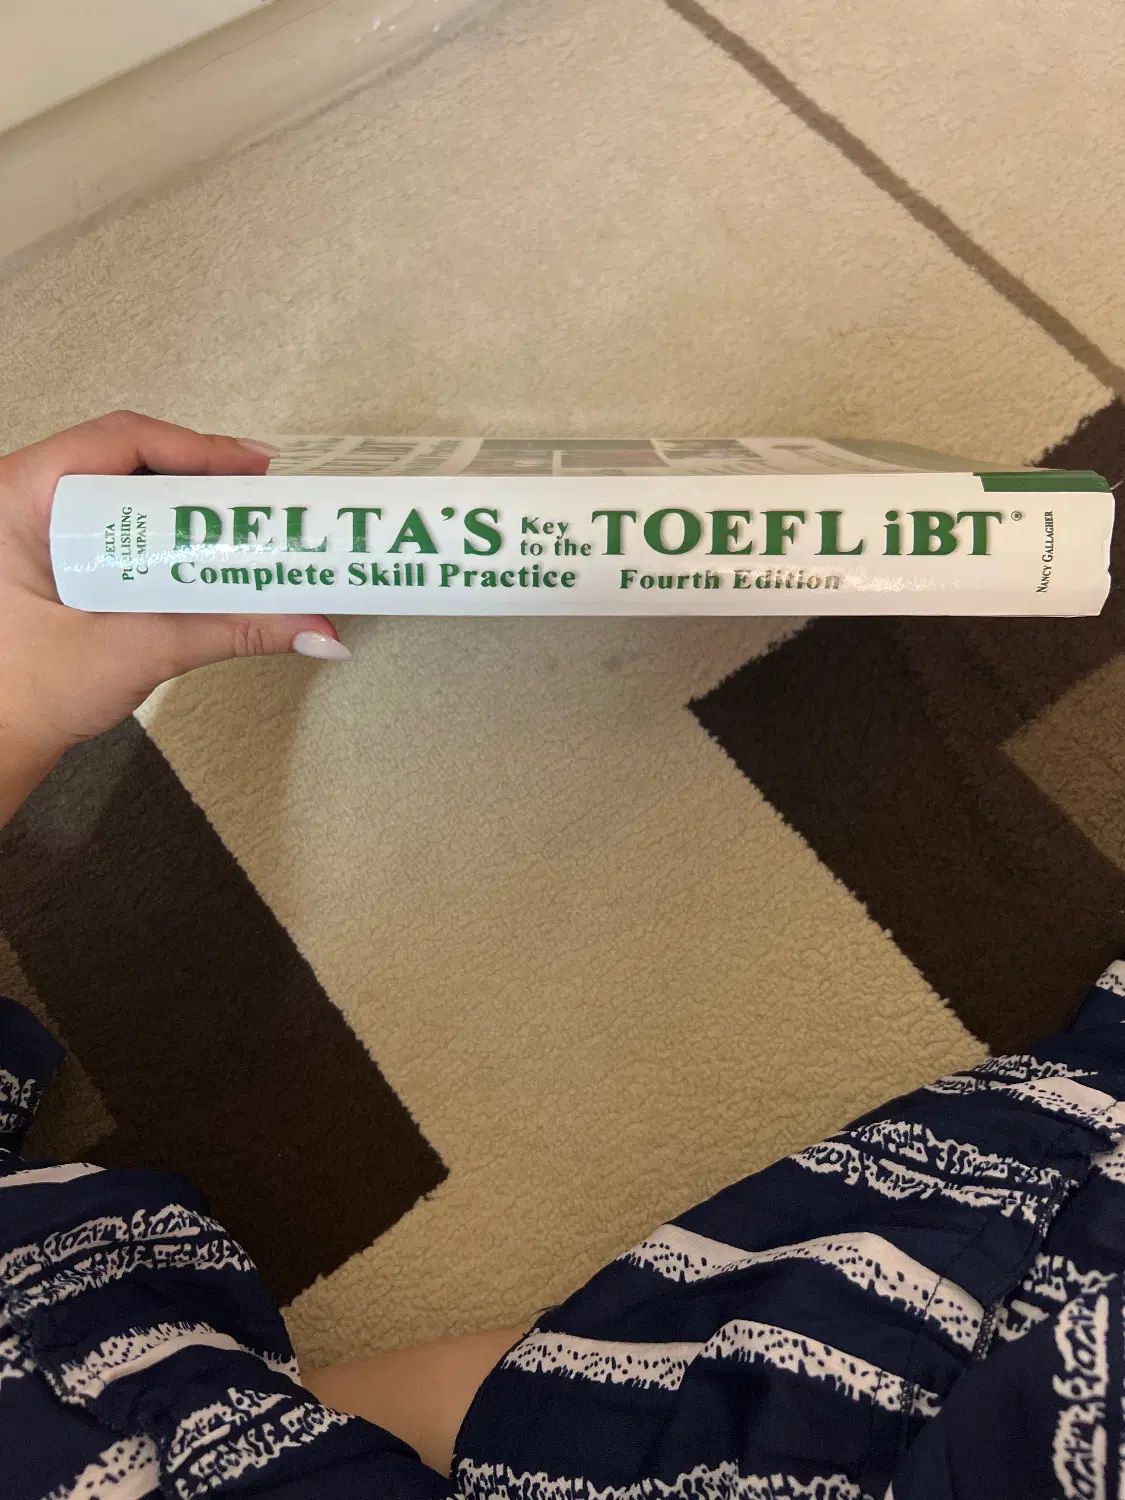 DELTA
PUBLISHING
COMPANY
DELTA'S Key to the TOEFL iBT®
Complete Skill Practice Fourth Edition
NANCY GALLAGHER